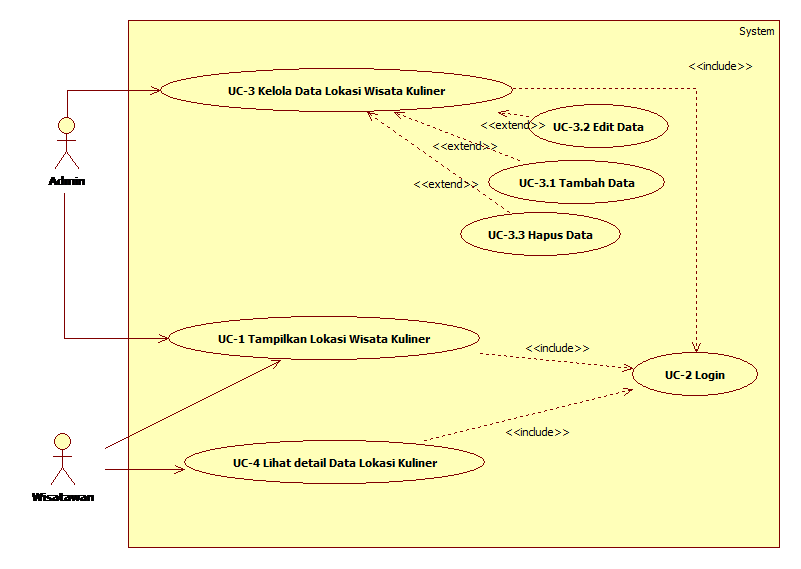 System
<<include>>
UC-3 Kelola Data Lokasi Wisata Kuliner
<<extend>>
UC-3.2 Edit Data
<<extend>>
Admin
<<extend>>
UC-3.1 Tambah Data
UC-3.3 Hapus Data
UC-1 Tampilkan Lokasi Wisata Kuliner
<<include>>
UC-2 Login
<<include>>
UC-4 Lihat detail Data Lokasi Kuliner
Wisatawan